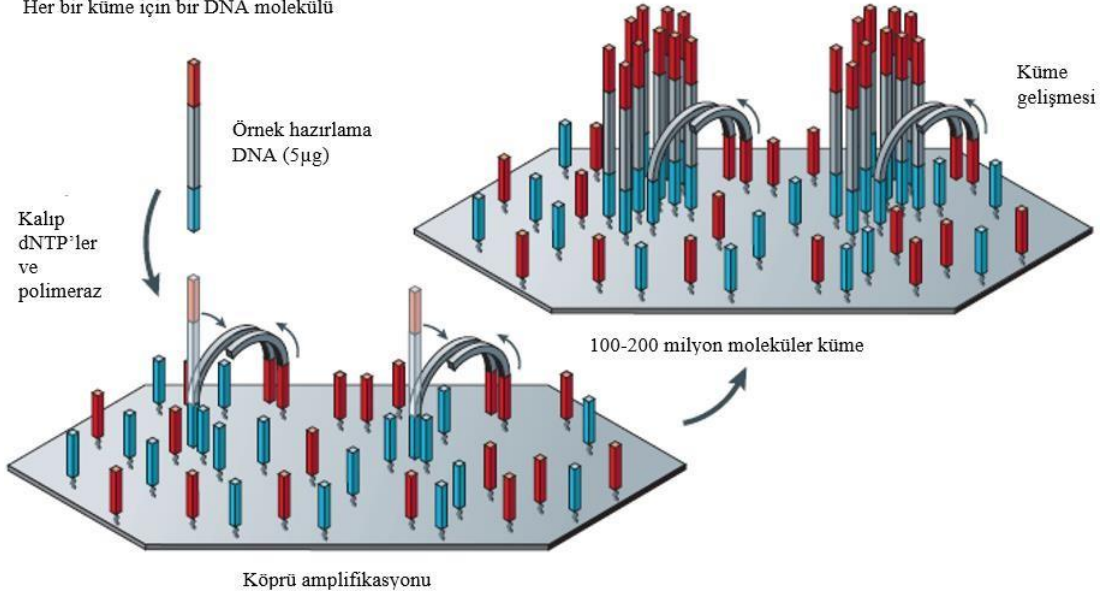 Her bir küme için bir DNA molekülü
Örnek hazırlama
DNA (5µg)
Kalıp
dNTP’ler
ve
polimeraz
Küme
gelişmesi
100-200 milyon moleküler küme
Köprü amplifikasyonu